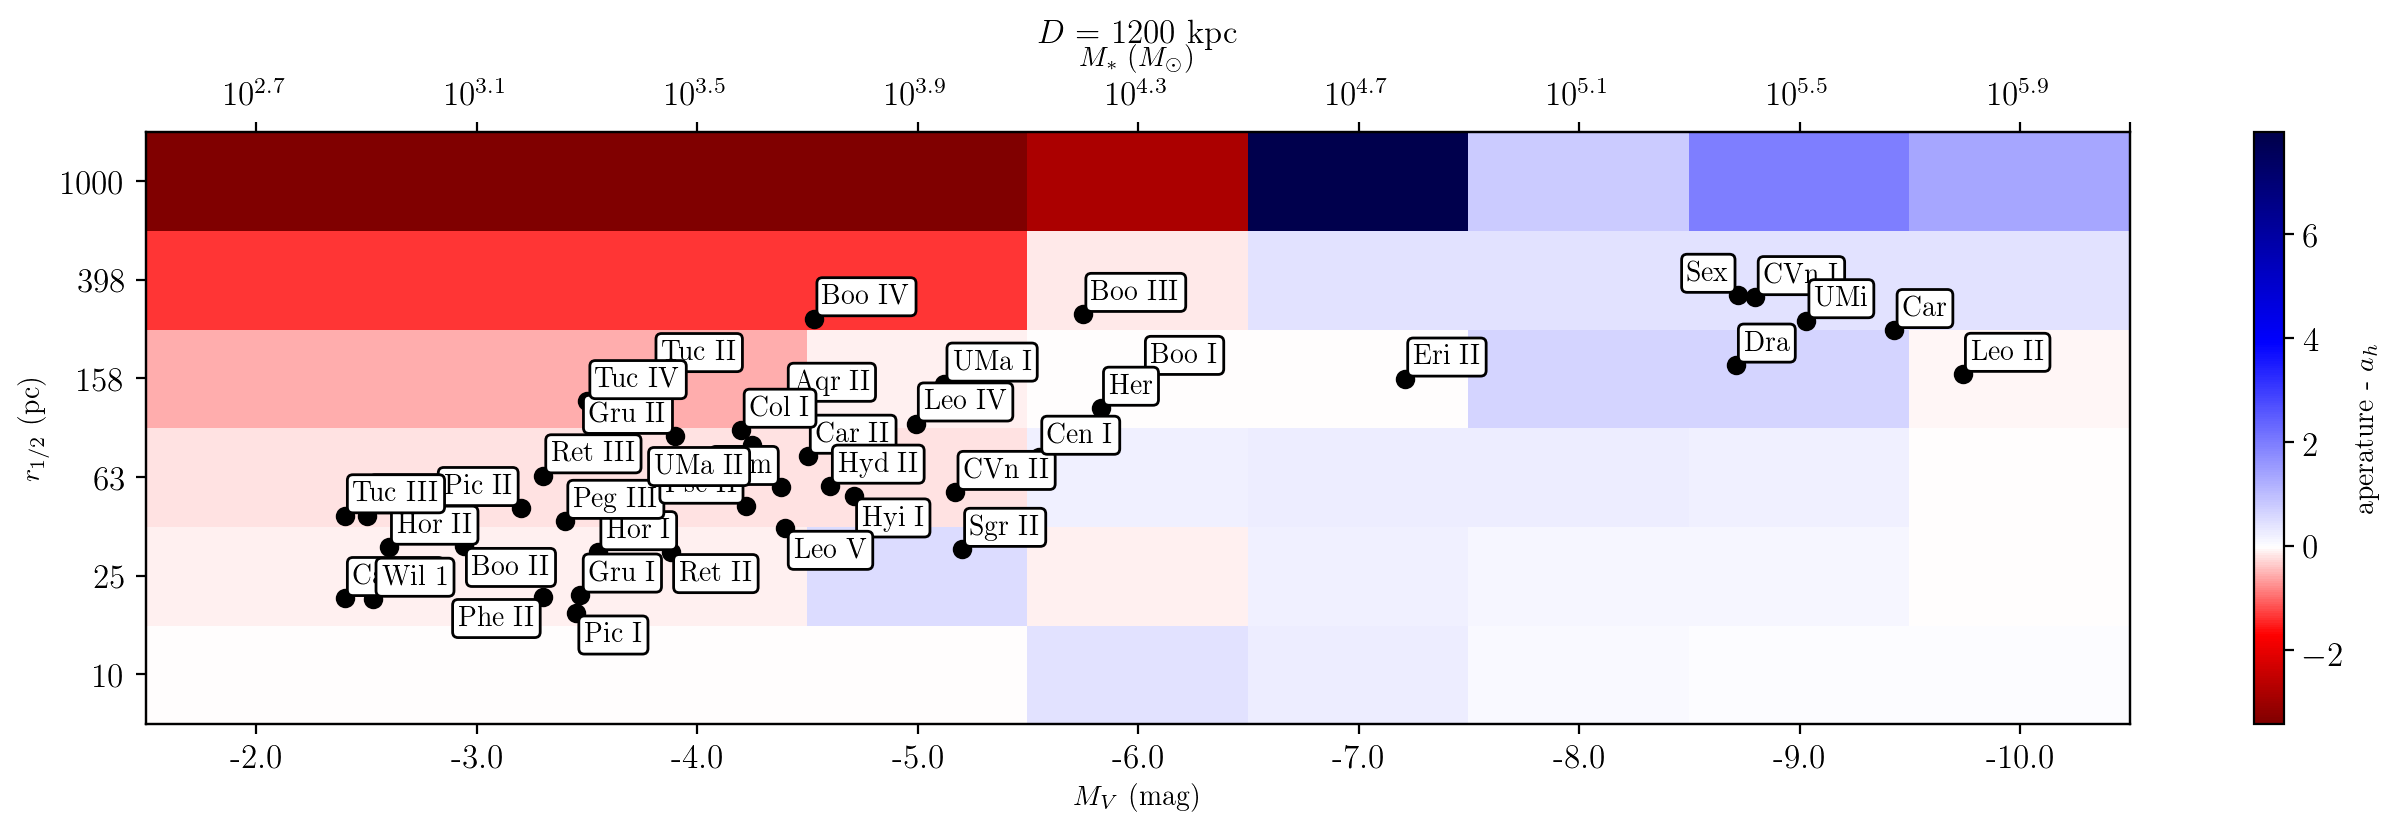 D = 1200 kpc
M* (M⊙)
10^2.7 10^3.1 10^3.5 10^3.9 10^4.3 10^4.7 10^5.1 10^5.5 10^5.9
1000
398
158
63
25
10
r1/2 (pc)
Sex
CVn I
UMi
Car
Boo IV
Boo III
Dra
Leo II
Tuc II
Tuc IV
UMa I
Boo I
Eri II
Aqr II
Her
Leo IV
Col I
Gru II
Car II
Cen I
Ret III
UMa II
Hyd II
CVn II
Tuc III
Pic II
Peg III
Hor II
Hor I
Hyi I
Sgr II
Leo V
Wil 1
Boo II
Gru I
Ret II
Phe II
Pic I
-2.0 -3.0 -4.0 -5.0 -6.0 -7.0 -8.0 -9.0 -10.0
MV (mag)
6
4
2
0
−2
aperature - ah